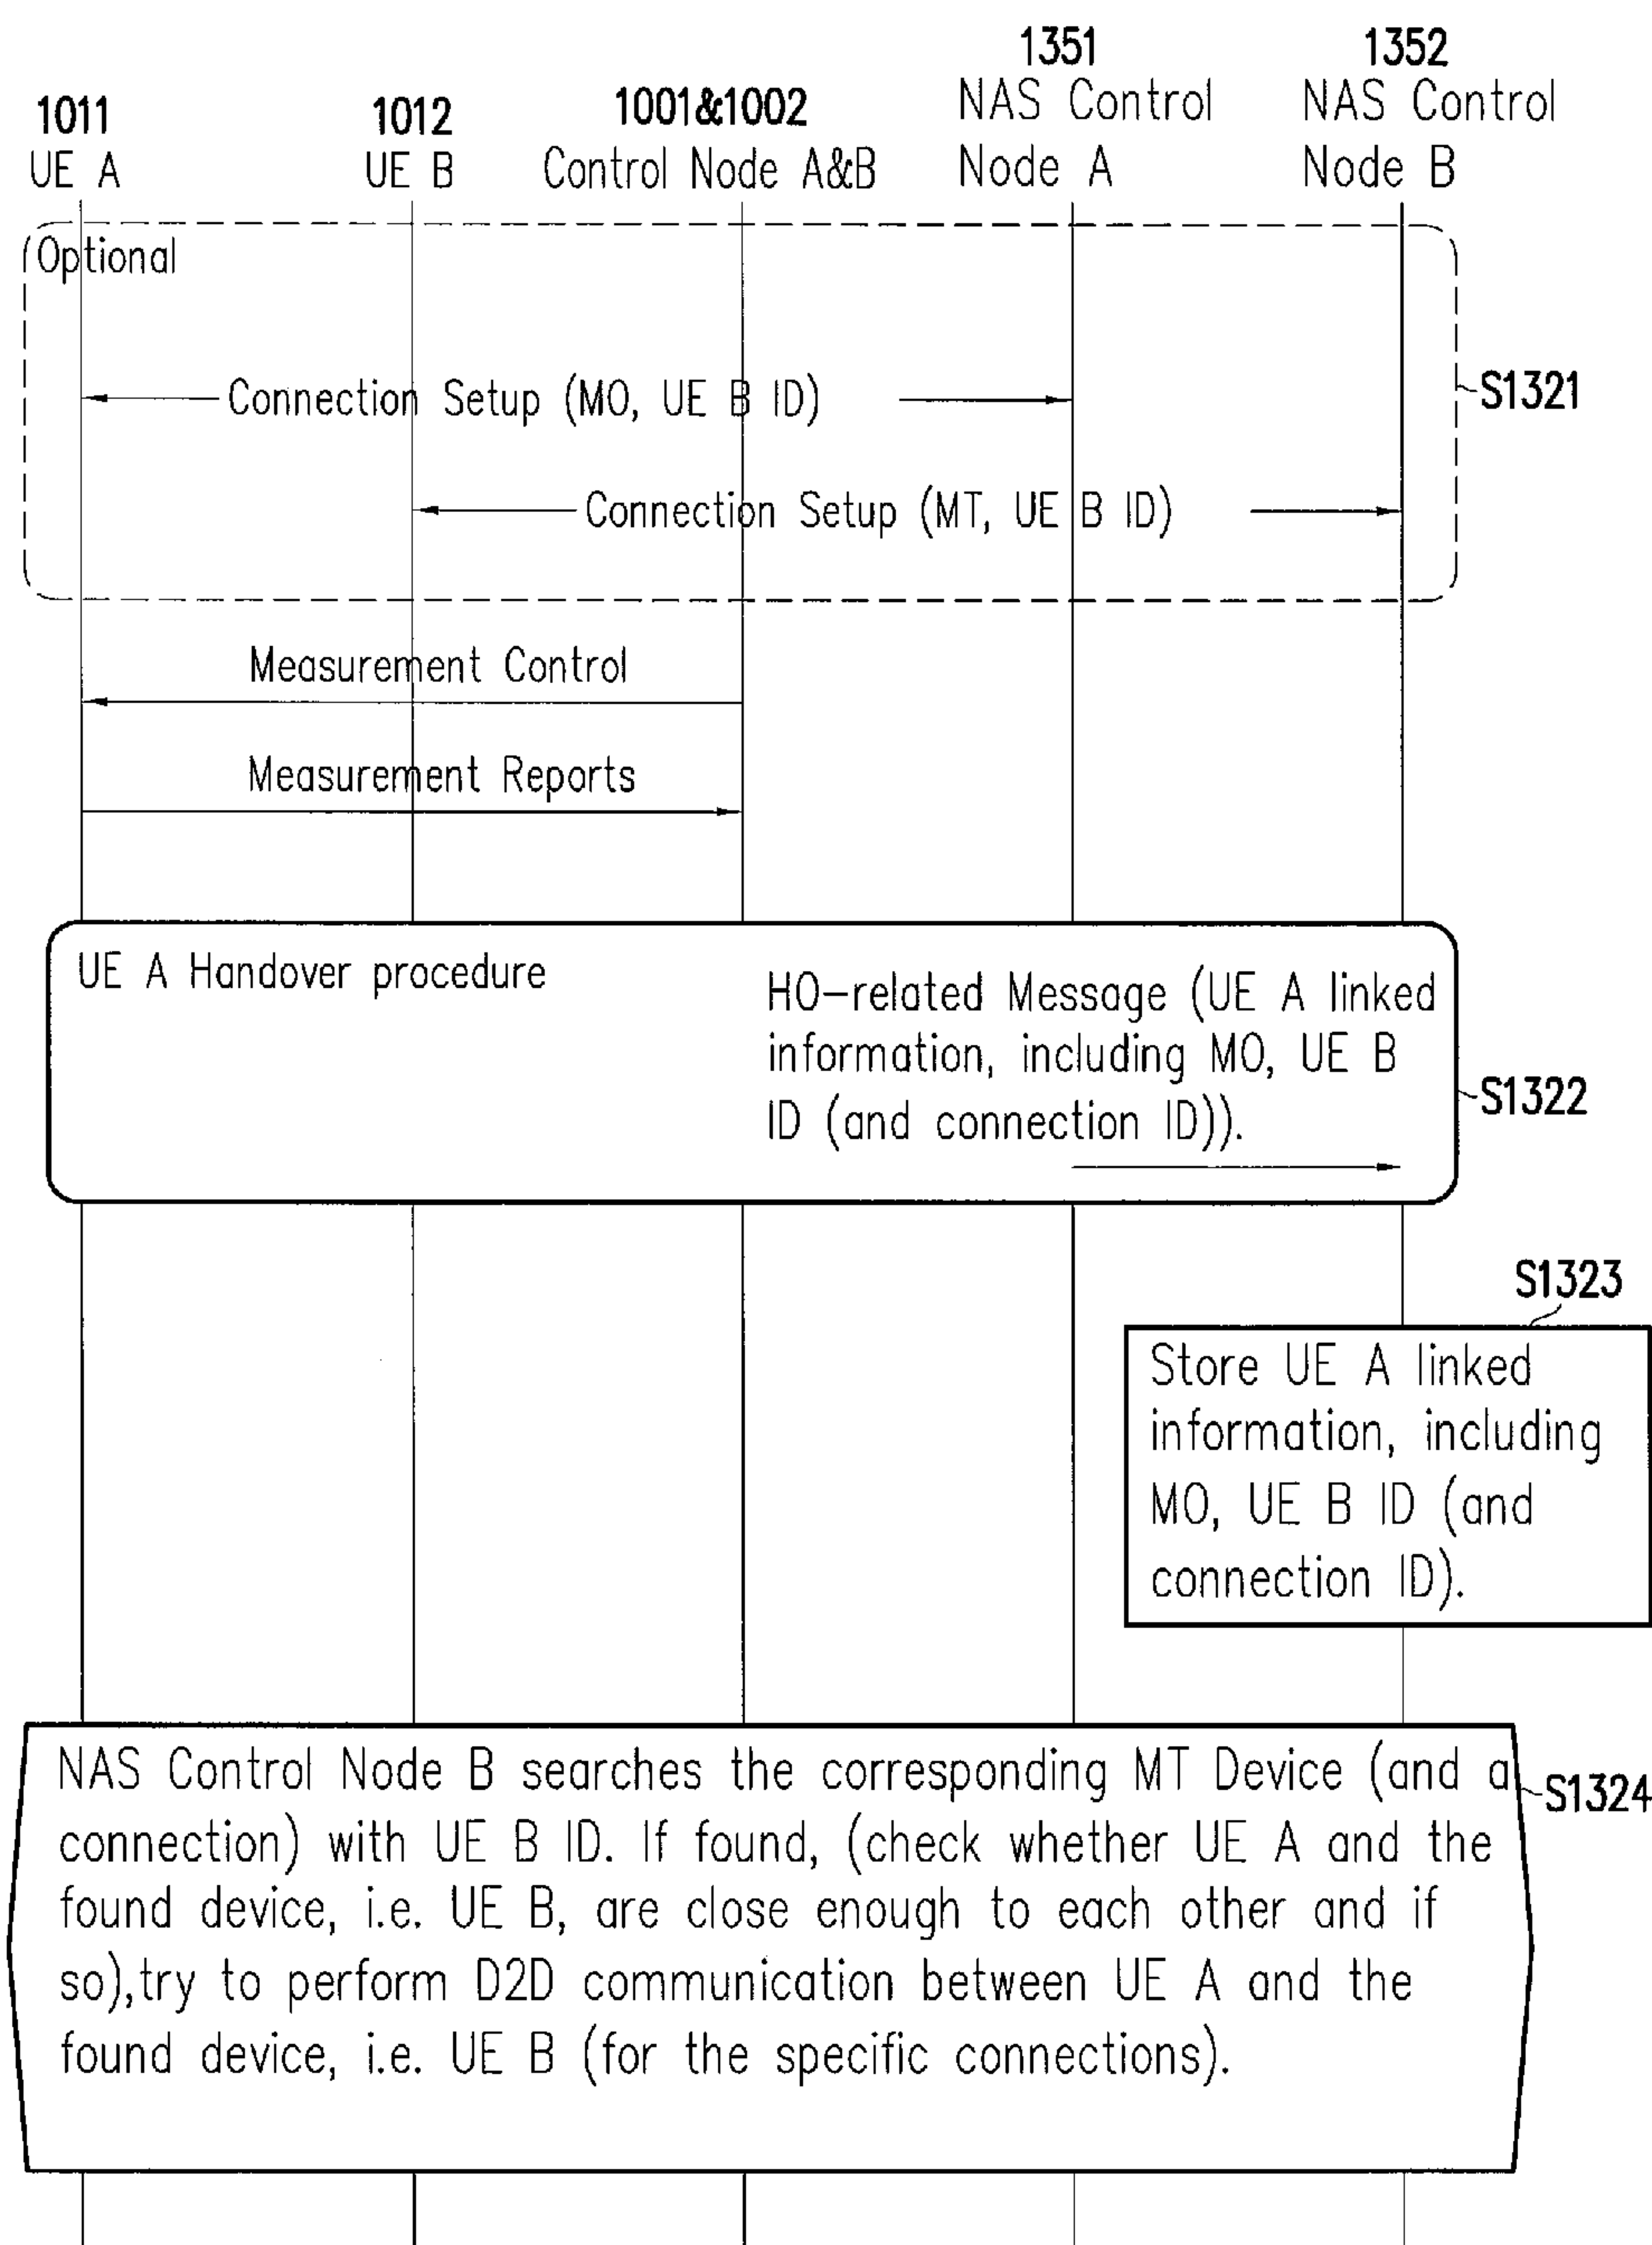 1011
UE A
1012
UE B
1001&1002
Control Node A&B
1351
NAS Control
Node A
1352
NAS Control
Node B
Optional
Connection Setup (MO, UE B ID)
S1321
Connection Setup (MT, UE B ID)
Measurement Control
Measurement Reports
UE A Handover procedure
HO-related Message (UE A linked
information, including MO, UE B
ID (and connection ID)).
S1322
S1323
Store UE A linked
information, including
MO, UE B ID (and
connection ID).
NAS Control Node B searches the corresponding MT Device (and a
connection) with UE B ID. If found, (check whether UE A and the
found device, i.e. UE B, are close enough to each other and if
so),try to perform D2D communication between UE A and the
found device, i.e. UE B (for the specific connections).
S1324